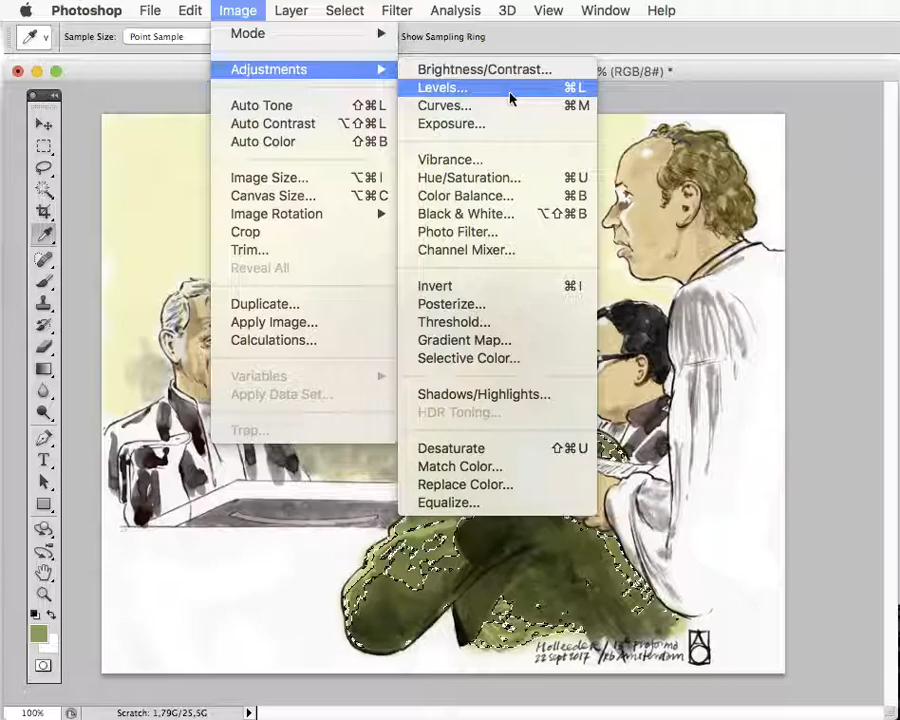 Photoshop File Edit Image Layer Select Filter Analysis 3D View Window Help
Sample Size: Point Sample Show Sampling Ring
% (RGB/8#) *
Mode
Adjustments
Auto Tone ⇧⌘L
Auto Contrast ⌥⇧⌘L
Auto Color ⇧⌘B
Image Size... ⌥⌘I
Canvas Size... ⌥⌘C
Image Rotation
Crop
Trim...
Reveal All
Duplicate...
Apply Image...
Calculations...
Variables
Apply Data Set...
Trap...
Brightness/Contrast...
Levels... ⌘L
Curves... ⌘M
Exposure...
Vibrance...
Hue/Saturation... ⌘U
Color Balance... ⌘B
Black & White... ⌥⇧⌘B
Photo Filter...
Channel Mixer...
Invert ⌘I
Posterize...
Threshold...
Gradient Map...
Selective Color...
Shadows/Highlights...
HDR Toning...
Desaturate ⇧⌘U
Match Color...
Replace Color...
Equalize...
Holleeder / proforma
22 sept 2017 / rb Amsterdam
100% Scratch: 1,79G/25,5G